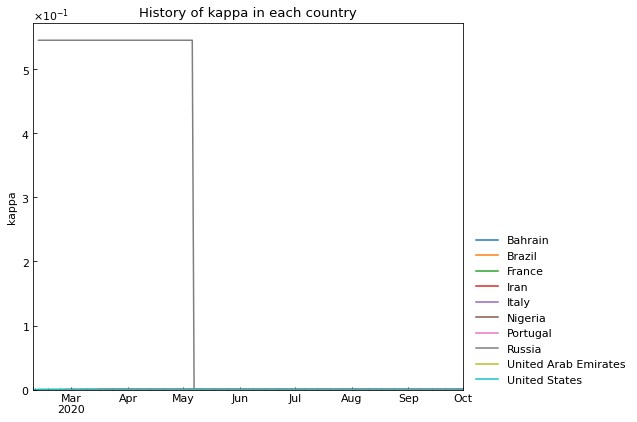 History of kappa in each country
×10⁻¹
5
4
3
2
1
0
kappa
Mar
2020
Apr
May
Jun
Jul
Aug
Sep
Oct
Bahrain
Brazil
France
Iran
Italy
Nigeria
Portugal
Russia
United Arab Emirates
United States